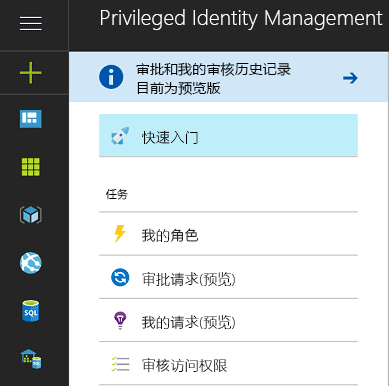 Privileged Identity Management
审批和我的审核历史记录
目前为预览版
快速入门
任务
我的角色
审批请求(预览)
我的请求(预览)
审核访问权限
SQL
SQL